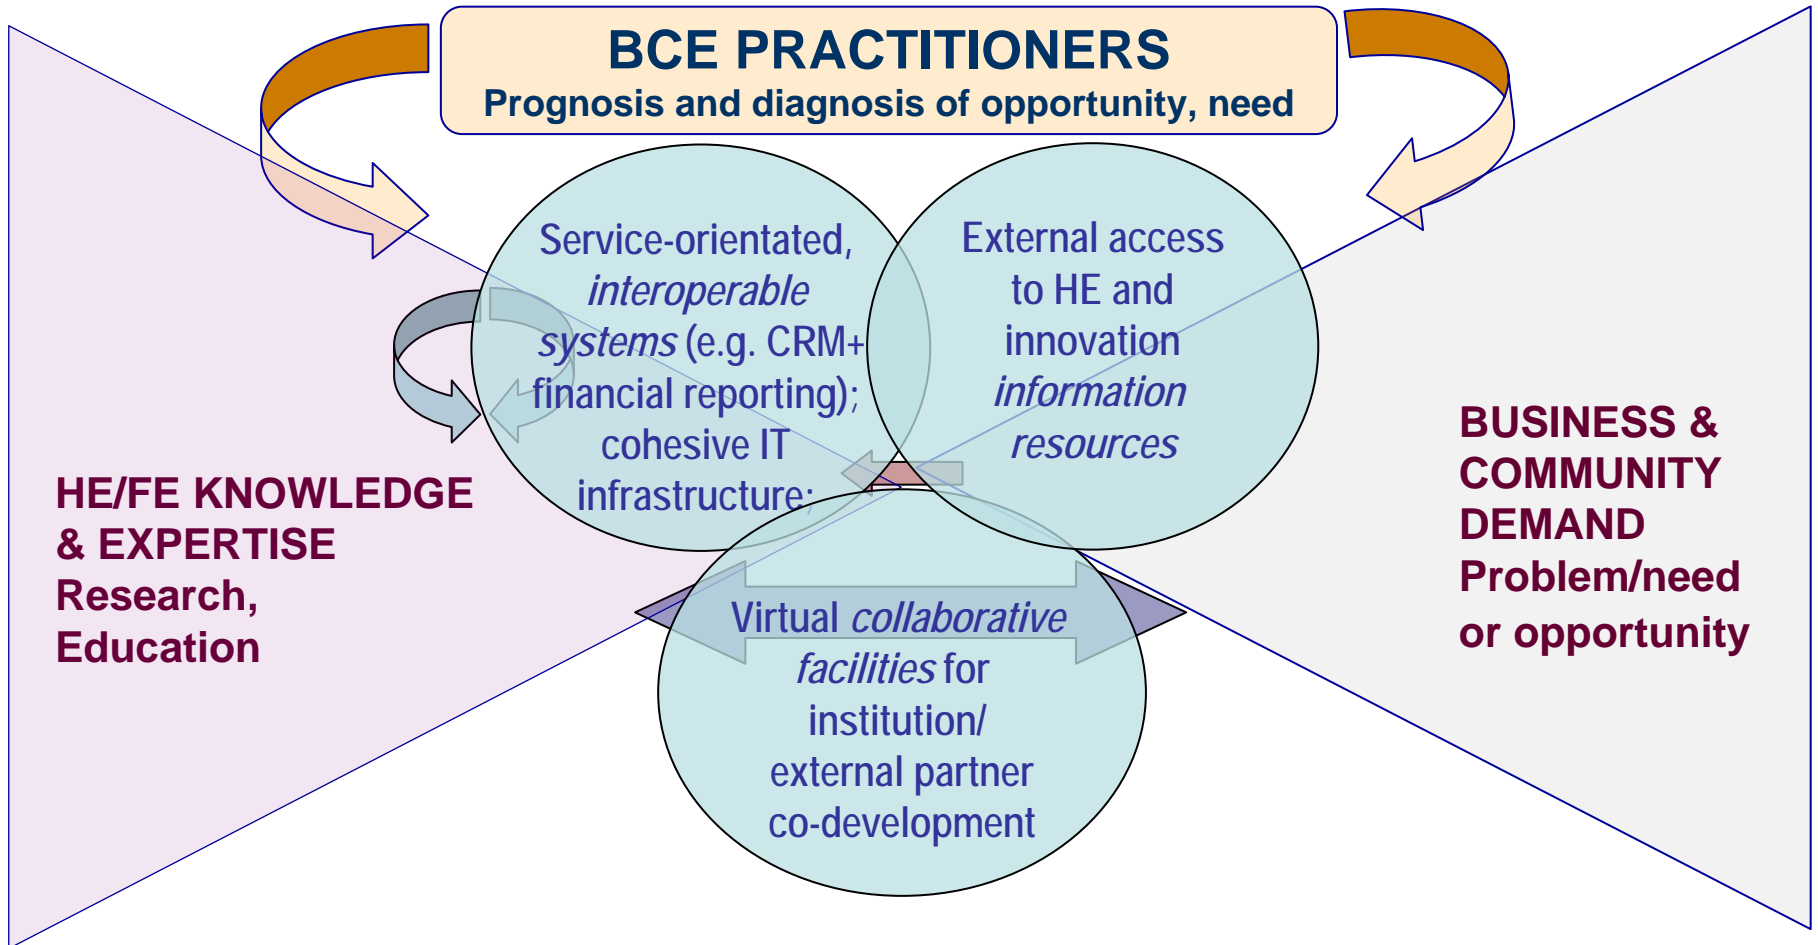 BCE PRACTITIONERS
Prognosis and diagnosis of opportunity, need
Service-orientated,
interoperable
systems (e.g. CRM+
financial reporting);
cohesive IT
infrastructure;
External access
to HE and
innovation
information
resources
HE/FE KNOWLEDGE
& EXPERTISE
Research,
Education
BUSINESS &
COMMUNITY
DEMAND
Problem/need
or opportunity
Virtual collaborative
facilities for
institution/
external partner
co-development